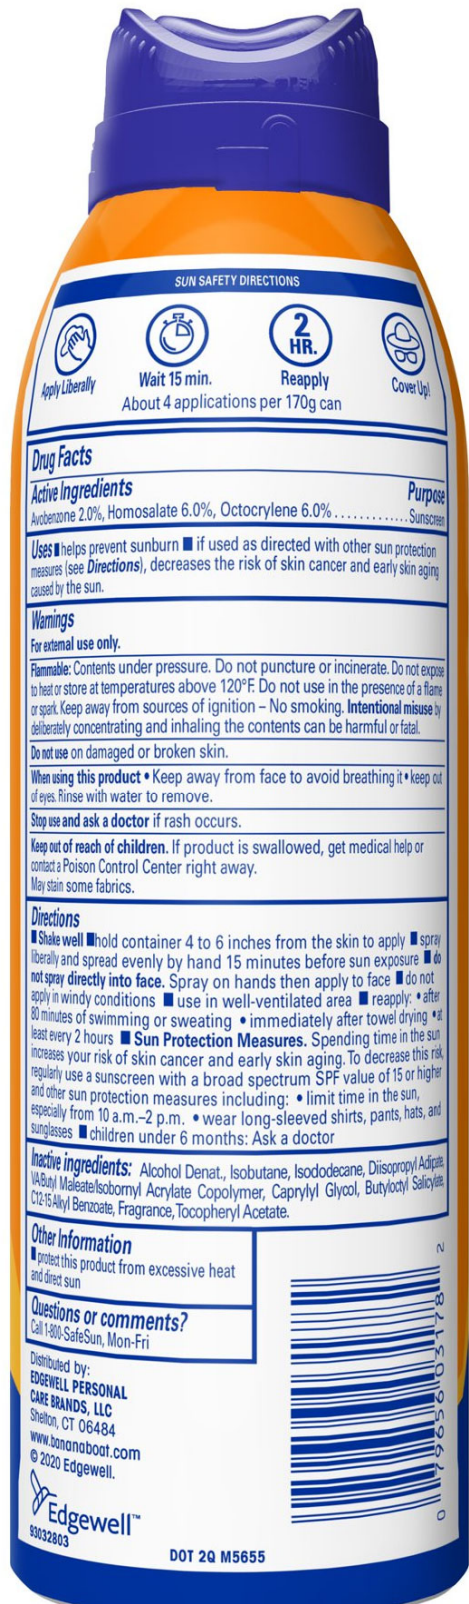 SUN SAFETY DIRECTIONS
Apply Liberally
Wait 15 min.
2
HR.
Reapply
Cover Up!
About 4 applications per 170g can
Drug Facts
Active Ingredients Purpose
Avobenzone 2.0%, Homosalate 6.0%, Octocrylene 6.0%.............Sunscreen
Uses ■ helps prevent sunburn ■ if used as directed with other sun protection
measures (see Directions), decreases the risk of skin cancer and early skin aging
caused by the sun.
Warnings
For external use only.
Flammable: Contents under pressure. Do not puncture or incinerate. Do not expose
to heat or store at temperatures above 120°F. Do not use in the presence of a flame
or spark. Keep away from sources of ignition – No smoking. Intentional misuse by
deliberately concentrating and inhaling the contents can be harmful or fatal.
Do not use on damaged or broken skin.
When using this product • Keep away from face to avoid breathing it • keep out
of eyes. Rinse with water to remove.
Stop use and ask a doctor if rash occurs.
Keep out of reach of children. If product is swallowed, get medical help or
contact a Poison Control Center right away.
May stain some fabrics.
Directions
■ Shake well ■ hold container 4 to 6 inches from the skin to apply ■ spray
liberally and spread evenly by hand 15 minutes before sun exposure ■ do
not spray directly into face. Spray on hands then apply to face ■ do not
apply in windy conditions ■ use in well-ventilated area ■ reapply: • after
80 minutes of swimming or sweating • immediately after towel drying • at
least every 2 hours ■ Sun Protection Measures. Spending time in the sun
increases your risk of skin cancer and early skin aging. To decrease this risk,
regularly use a sunscreen with a broad spectrum SPF value of 15 or higher
and other sun protection measures including: • limit time in the sun,
especially from 10 a.m.–2 p.m. • wear long-sleeved shirts, pants, hats, and
sunglasses ■ children under 6 months: Ask a doctor
Inactive ingredients: Alcohol Denat., Isobutane, Isododecane, Diisopropyl Adipate,
VA/Butyl Maleate/Isobornyl Acrylate Copolymer, Caprylyl Glycol, Butyloctyl Salicylate,
C12-15 Alkyl Benzoate, Fragrance, Tocopheryl Acetate.
Other Information
■ protect this product from excessive heat
and direct sun
Questions or comments?
Call 1-800-SafeSun, Mon-Fri
Distributed by:
EDGEWELL PERSONAL
CARE BRANDS, LLC
Shelton, CT 06484
www.bananaboat.com
© 2020 Edgewell.
Edgewell™
93032803
DOT 2Q M5655
0 79656 03178 2